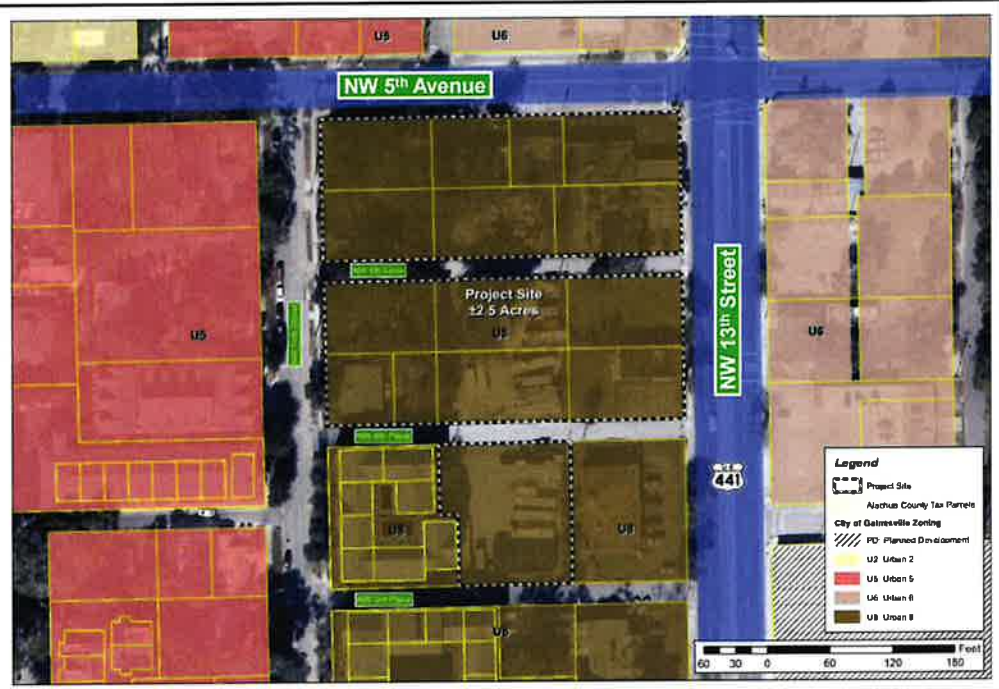 U5
U6
NW 5th Avenue
Project Site
±2.5 Acres
U8
U5
NW 13th Street
U6
U.S
441
U8
U8
U8
Legend
Project Site
Alachua County Tax Parcels
City of Gainesville Zoning
PD Planned Development
U2 Urban 2
U5 Urban 5
U6 Urban 6
U8 Urban 8
Feet
60 30 0 60 120 180